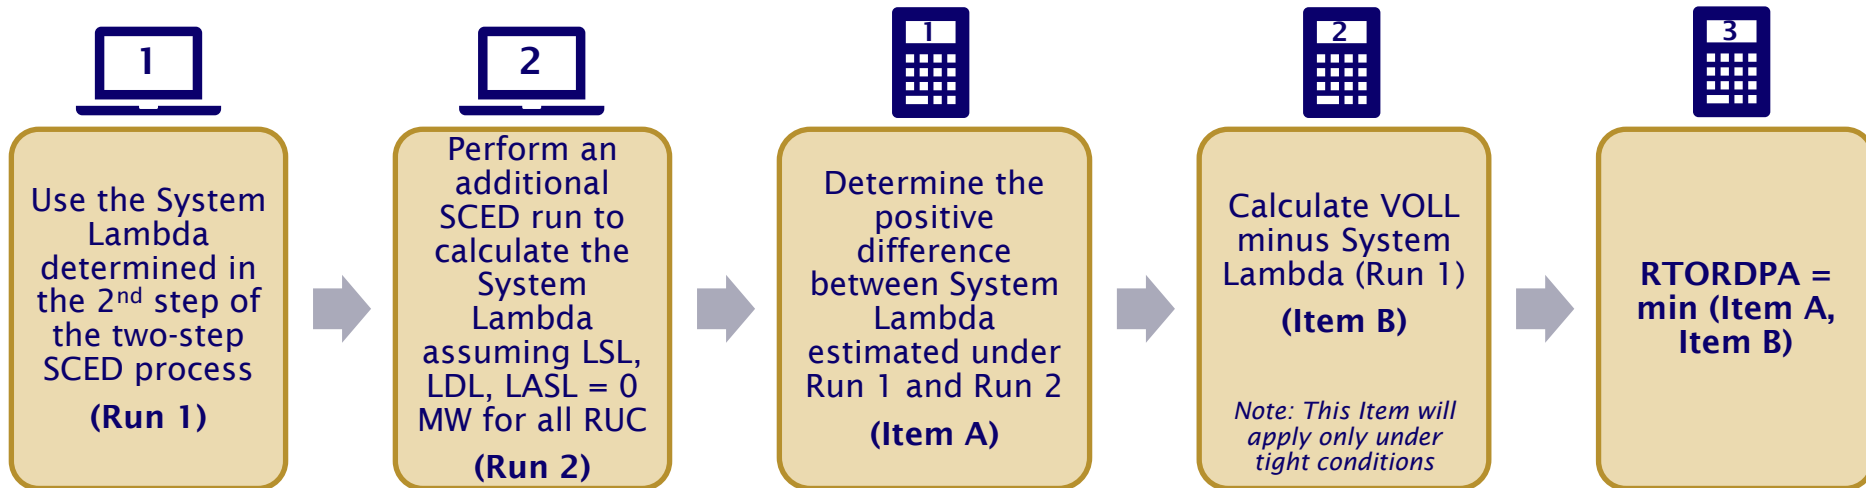 1
Use the System
Lambda
determined in
the 2nd step of
the two-step
SCED process
(Run 1)
2
Perform an
additional
SCED run to
calculate the
System
Lambda
assuming LSL,
LDL, LASL = 0
MW for all RUC
(Run 2)
1
Determine the
positive
difference
between System
Lambda
estimated under
Run 1 and Run 2
(Item A)
2
Calculate VOLL
minus System
Lambda (Run 1)
(Item B)
Note: This Item will
apply only under
tight conditions
3
RTORDPA =
min (Item A,
Item B)